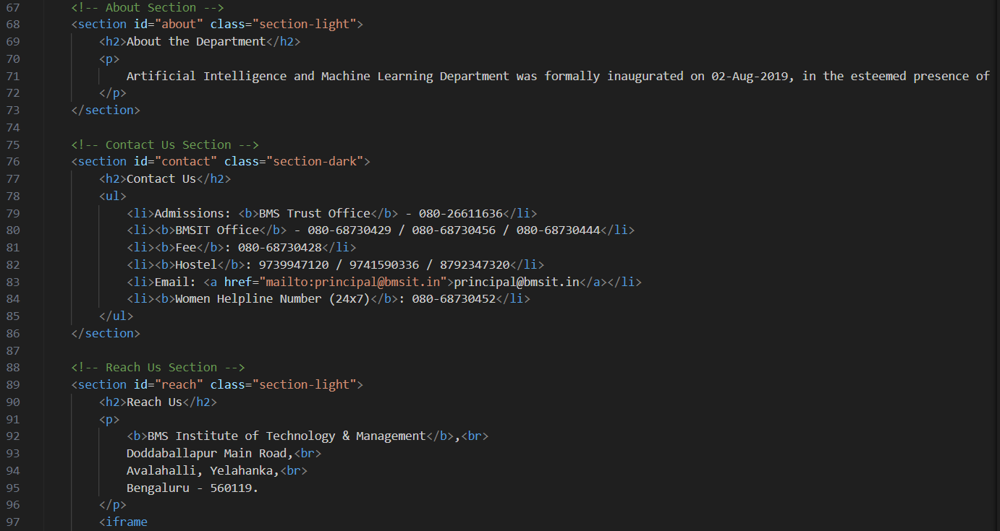 67 <!-- About Section -->
68 <section id="about" class="section-light">
69 <h2>About the Department</h2>
70 <p>
71 Artificial Intelligence and Machine Learning Department was formally inaugurated on 02-Aug-2019, in the esteemed presence of
72 </p>
73 </section>
74
75 <!-- Contact Us Section -->
76 <section id="contact" class="section-dark">
77 <h2>Contact Us</h2>
78 <ul>
79 <li>Admissions: <b>BMS Trust Office</b> - 080-26611636</li>
80 <li><b>BMSIT Office</b> - 080-68730429 / 080-68730456 / 080-68730444</li>
81 <li><b>Fee</b>: 080-68730428</li>
82 <li><b>Hostel</b>: 9739947120 / 9741590336 / 8792347320</li>
83 <li>Email: <a href="mailto:principal@bmsit.in">principal@bmsit.in</a></li>
84 <li><b>Women Helpline Number (24x7)</b>: 080-68730452</li>
85 </ul>
86 </section>
87
88 <!-- Reach Us Section -->
89 <section id="reach" class="section-light">
90 <h2>Reach Us</h2>
91 <p>
92 <b>BMS Institute of Technology & Management</b>,<br>
93 Doddaballapur Main Road,<br>
94 Avalahalli, Yelahanka,<br>
95 Bengaluru - 560119.
96 </p>
97 <iframe